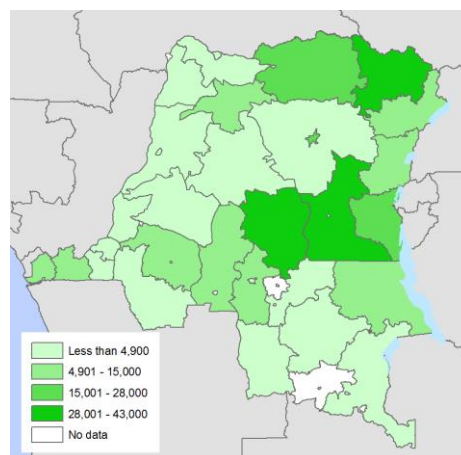 Less than 4,900
4,901 - 15,000
15,001 - 28,000
28,001 - 43,000
No data